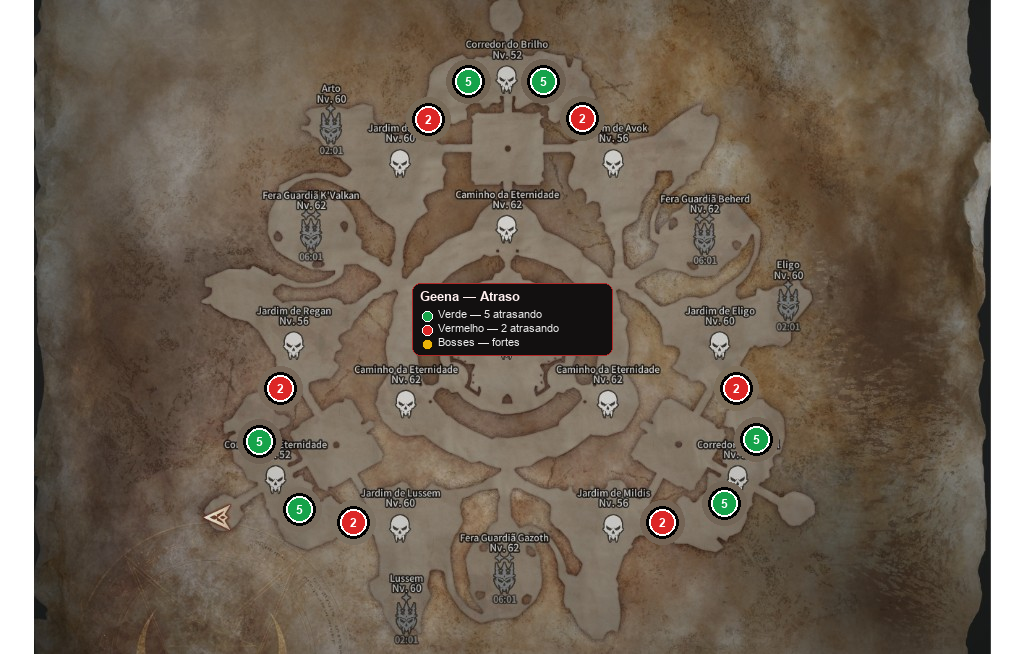 Corredor do Brilho
Nv. 52
5
5
Arto
Nv. 60
02:01
2
2
Jardim d
Nv. 60
m de Avok
Nv. 56
Fera Guardiã K'Valkan
Nv. 62
06:01
Caminho da Eternidade
Nv. 62
Fera Guardiã Beherd
Nv. 62
06:01
Eligo
Nv. 60
02:01
Geena — Atraso
Verde — 5 atrasando
Vermelho — 2 atrasando
Bosses — fortes
Jardim de Regan
Nv. 56
Jardim de Eligo
Nv. 60
Caminho da Eternidade
Nv. 62
Caminho da Eternidade
Nv. 62
2
2
5
5
Co Eternidade
. 52
Corredor
Nv.
5
5
Jardim de Lussem
Nv. 60
Jardim de Mildis
Nv. 56
2
2
Fera Guardiã Gazoth
Nv. 62
06:01
Lussem
Nv. 60
02:01